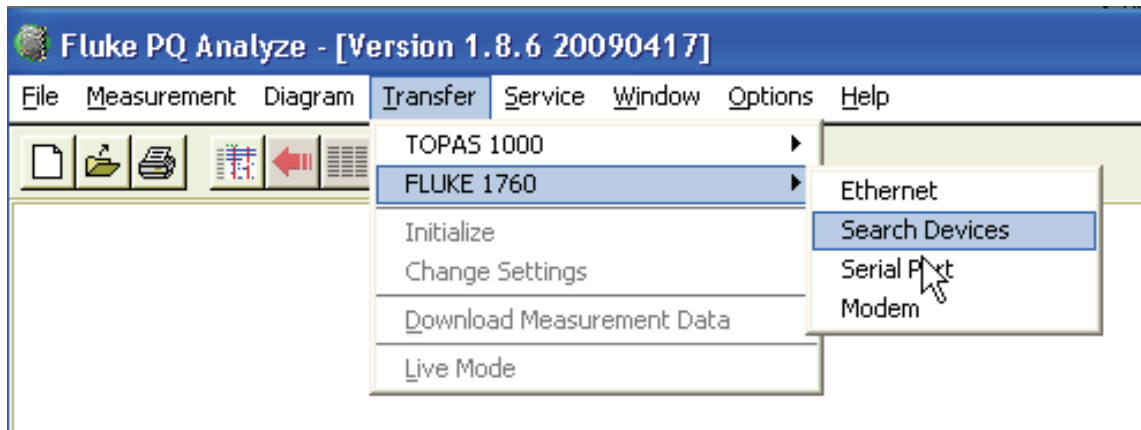 Fluke PQ Analyze - [Version 1.8.6 20090417]
File Measurement Diagram Transfer Service Window Options Help
TOPAS 1000
FLUKE 1760
Initialize
Change Settings
Download Measurement Data
Live Mode
Ethernet
Search Devices
Serial Port
Modem